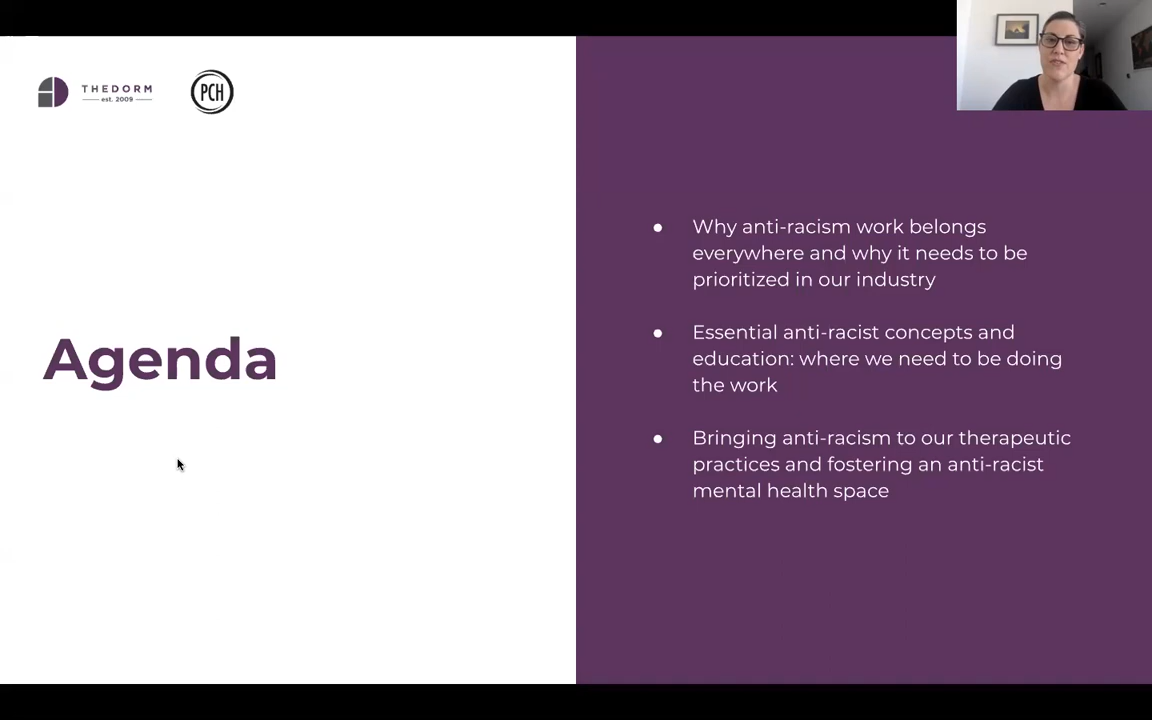 THEDORM
est. 2009
PCH
Agenda
● Why anti-racism work belongs
everywhere and why it needs to be
prioritized in our industry
● Essential anti-racist concepts and
education: where we need to be doing
the work
● Bringing anti-racism to our therapeutic
practices and fostering an anti-racist
mental health space